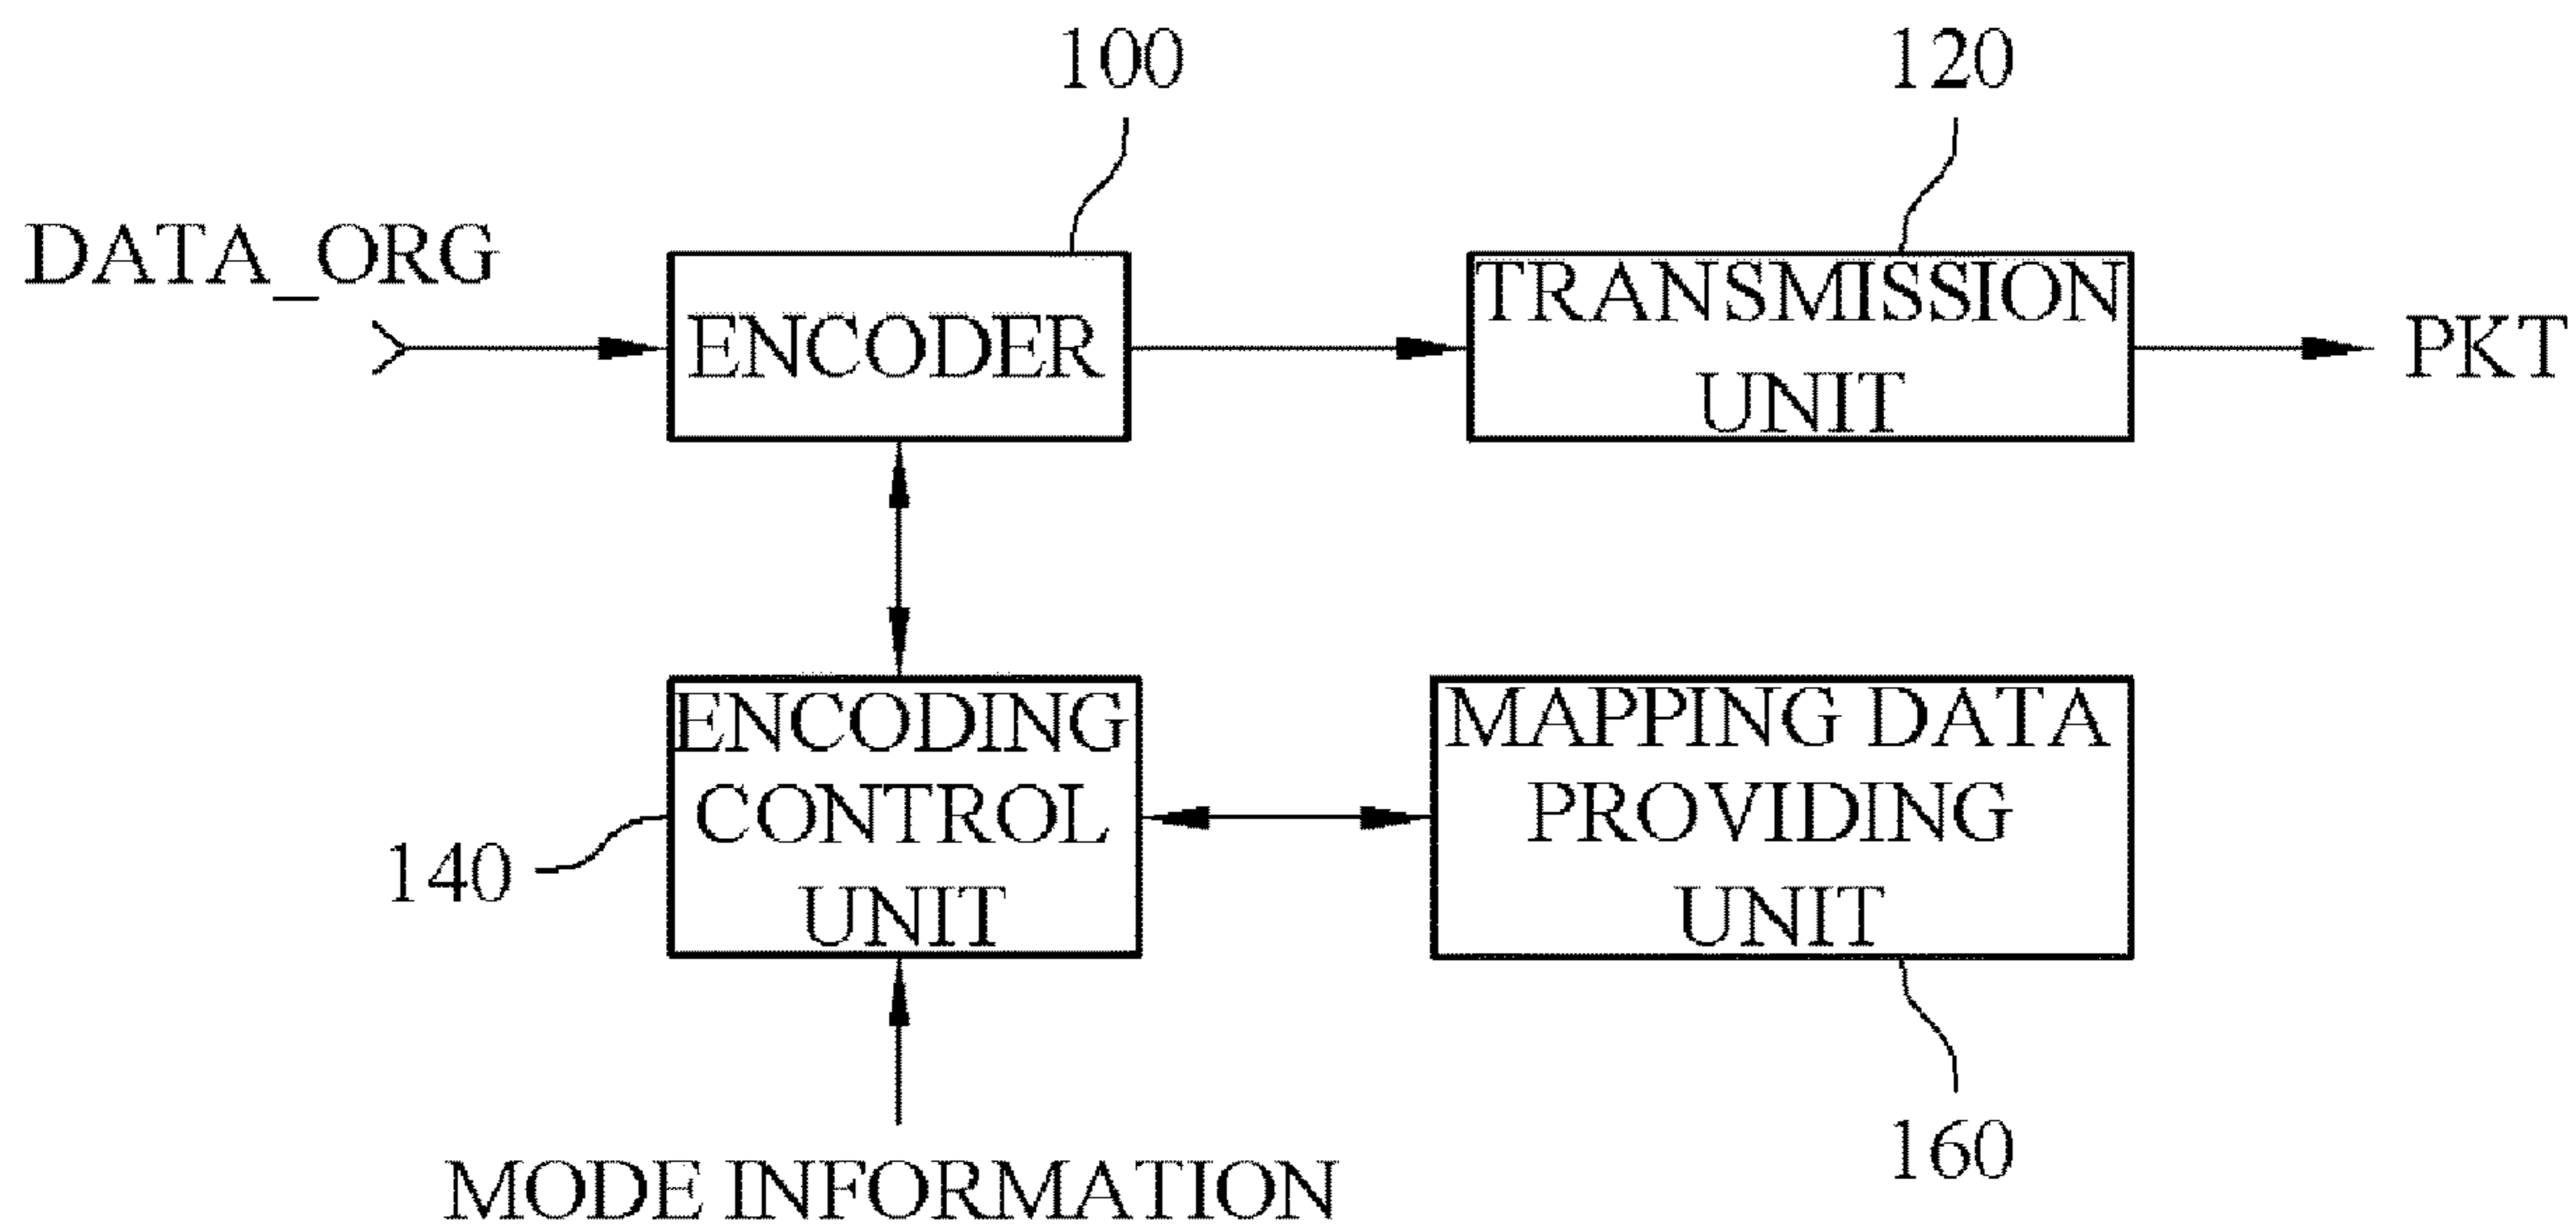 100
120
DATA_ORG
ENCODER
TRANSMISSION
UNIT
PKT
ENCODING
CONTROL
UNIT
MAPPING DATA
PROVIDING
UNIT
140
160
MODE INFORMATION